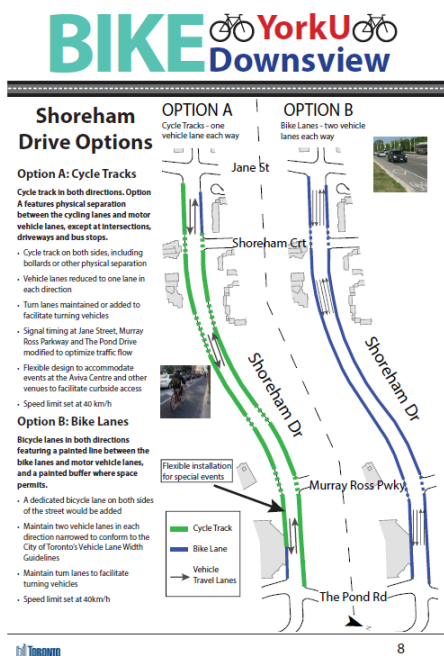 BIKE YorkU
Downsview
Shoreham
Drive Options
Option A: Cycle Tracks
Cycle track in both directions. Option
A features physical separation
between the cycling lanes and motor
vehicle lanes, except at intersections,
driveways and bus stops.
• Cycle track on both sides, including
bollards or other physical separation
• Vehicle lanes reduced to one lane in
each direction
• Turn lanes maintained or added to
facilitate turning vehicles
• Signal timing at Jane Street, Murray
Ross Parkway and The Pond Drive
modified to optimize traffic flow
• Flexible design to accommodate
events at the Aviva Centre and other
venues to facilitate curbside access
• Speed limit set at 40 km/h
Option B: Bike Lanes
Bicycle lanes in both directions
featuring a painted line between the
bike lanes and motor vehicle lanes,
and a painted buffer where space
permits.
• A dedicated bicycle lane on both sides
of the street would be added
• Maintain two vehicle lanes in each
direction narrowed to conform to the
City of Toronto's Vehicle Lane Width
Guidelines
• Maintain turn lanes to facilitate
turning vehicles
• Speed limit set at 40km/h
OPTION A
Cycle Tracks - one
vehicle lane each way
OPTION B
Bike Lanes - two vehicle
lanes each way
Jane St
Shoreham Crt
Shoreham Dr
Shoreham Dr
Flexible installation
for special events
Murray Ross Pwky
Cycle Track
Bike Lane
Vehicle
Travel Lanes
The Pond Rd
N
TORONTO
8